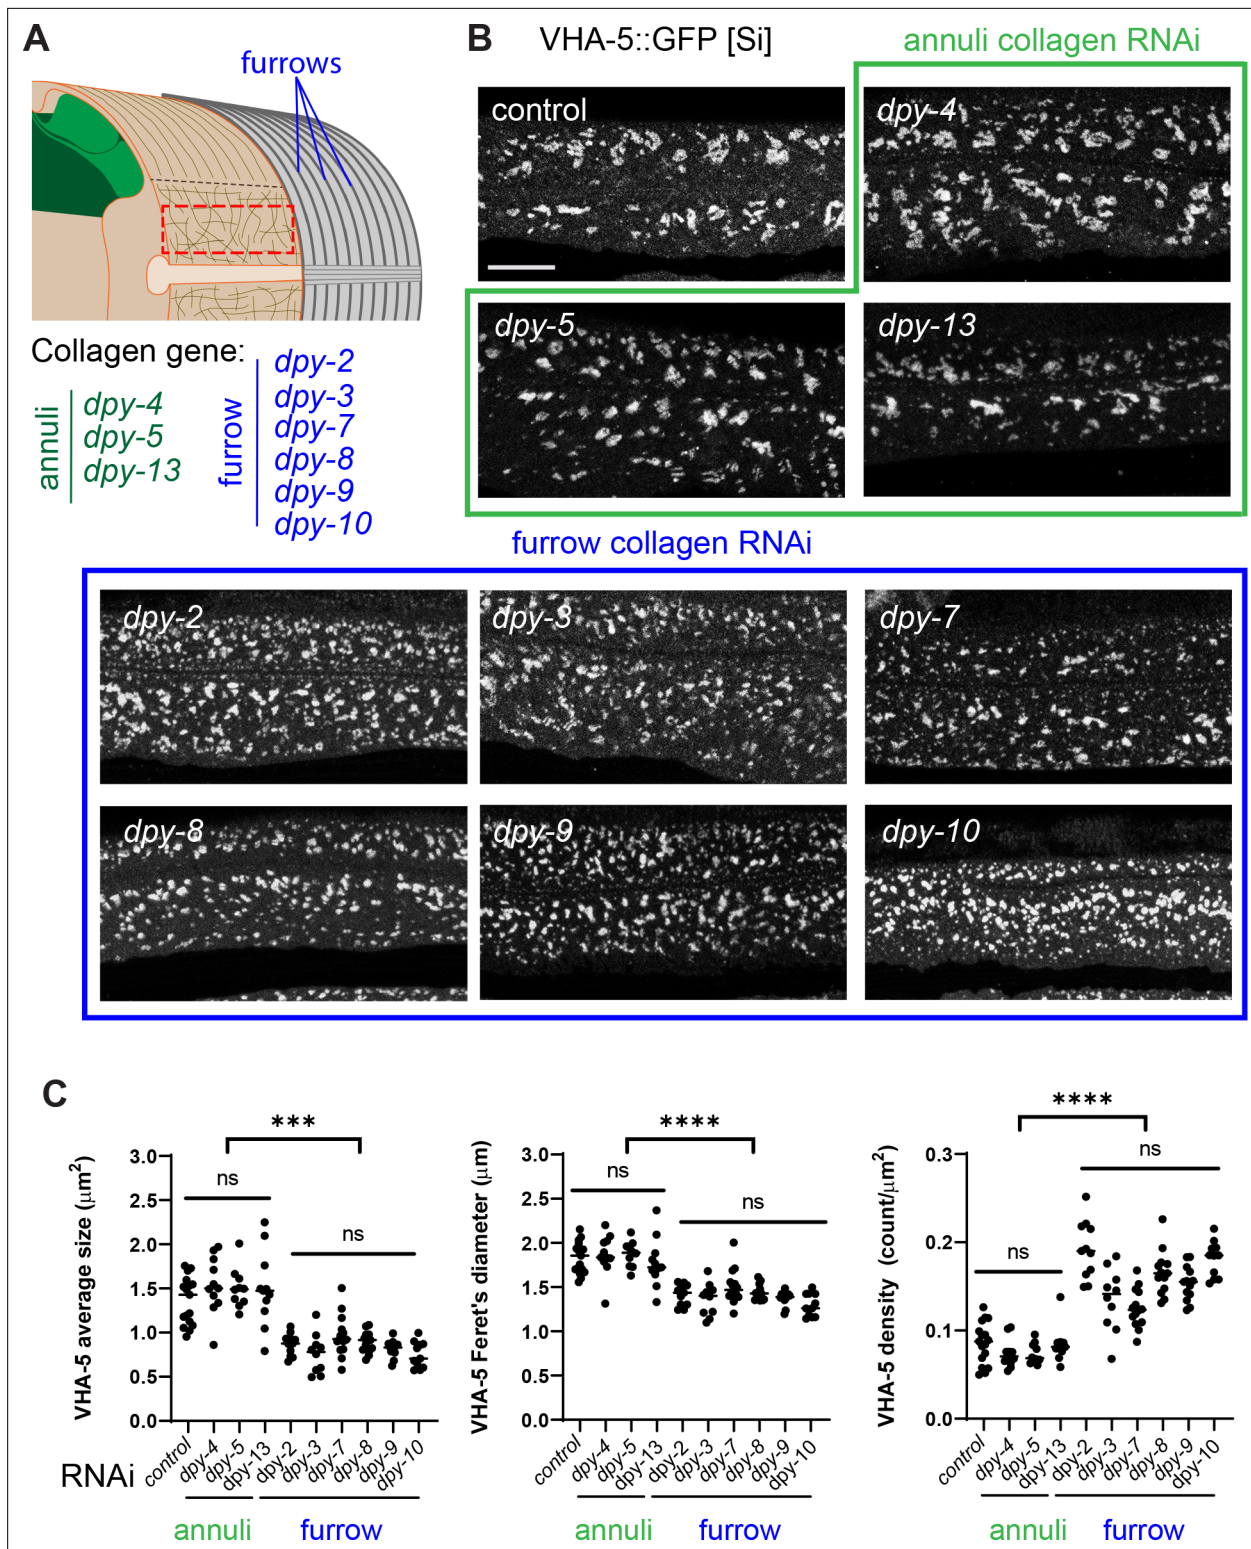 A
furrows
Collagen gene:
annuli
dpy-4
dpy-5
dpy-13
furrow
dpy-2
dpy-3
dpy-7
dpy-8
dpy-9
dpy-10
B
VHA-5::GFP [Si]
annuli collagen RNAi
control
dpy-4
dpy-5
dpy-13
furrow collagen RNAi
dpy-2
dpy-3
dpy-7
dpy-8
dpy-9
dpy-10
C
VHA-5 average size (μm²)
***
ns
ns
3.0
2.5
2.0
1.5
1.0
0.5
0.0
RNAi
control
dpy-4
dpy-5
dpy-13
dpy-2
dpy-3
dpy-7
dpy-8
dpy-9
dpy-10
annuli
furrow
VHA-5 Feret's diameter (μm)
****
ns
ns
3.0
2.5
2.0
1.5
1.0
0.5
0.0
control
dpy-4
dpy-5
dpy-13
dpy-2
dpy-3
dpy-7
dpy-8
dpy-9
dpy-10
annuli
furrow
VHA-5 density (count/μm²)
****
ns
ns
0.3
0.2
0.1
0.0
control
dpy-4
dpy-5
dpy-13
dpy-2
dpy-3
dpy-7
dpy-8
dpy-9
dpy-10
annuli
furrow